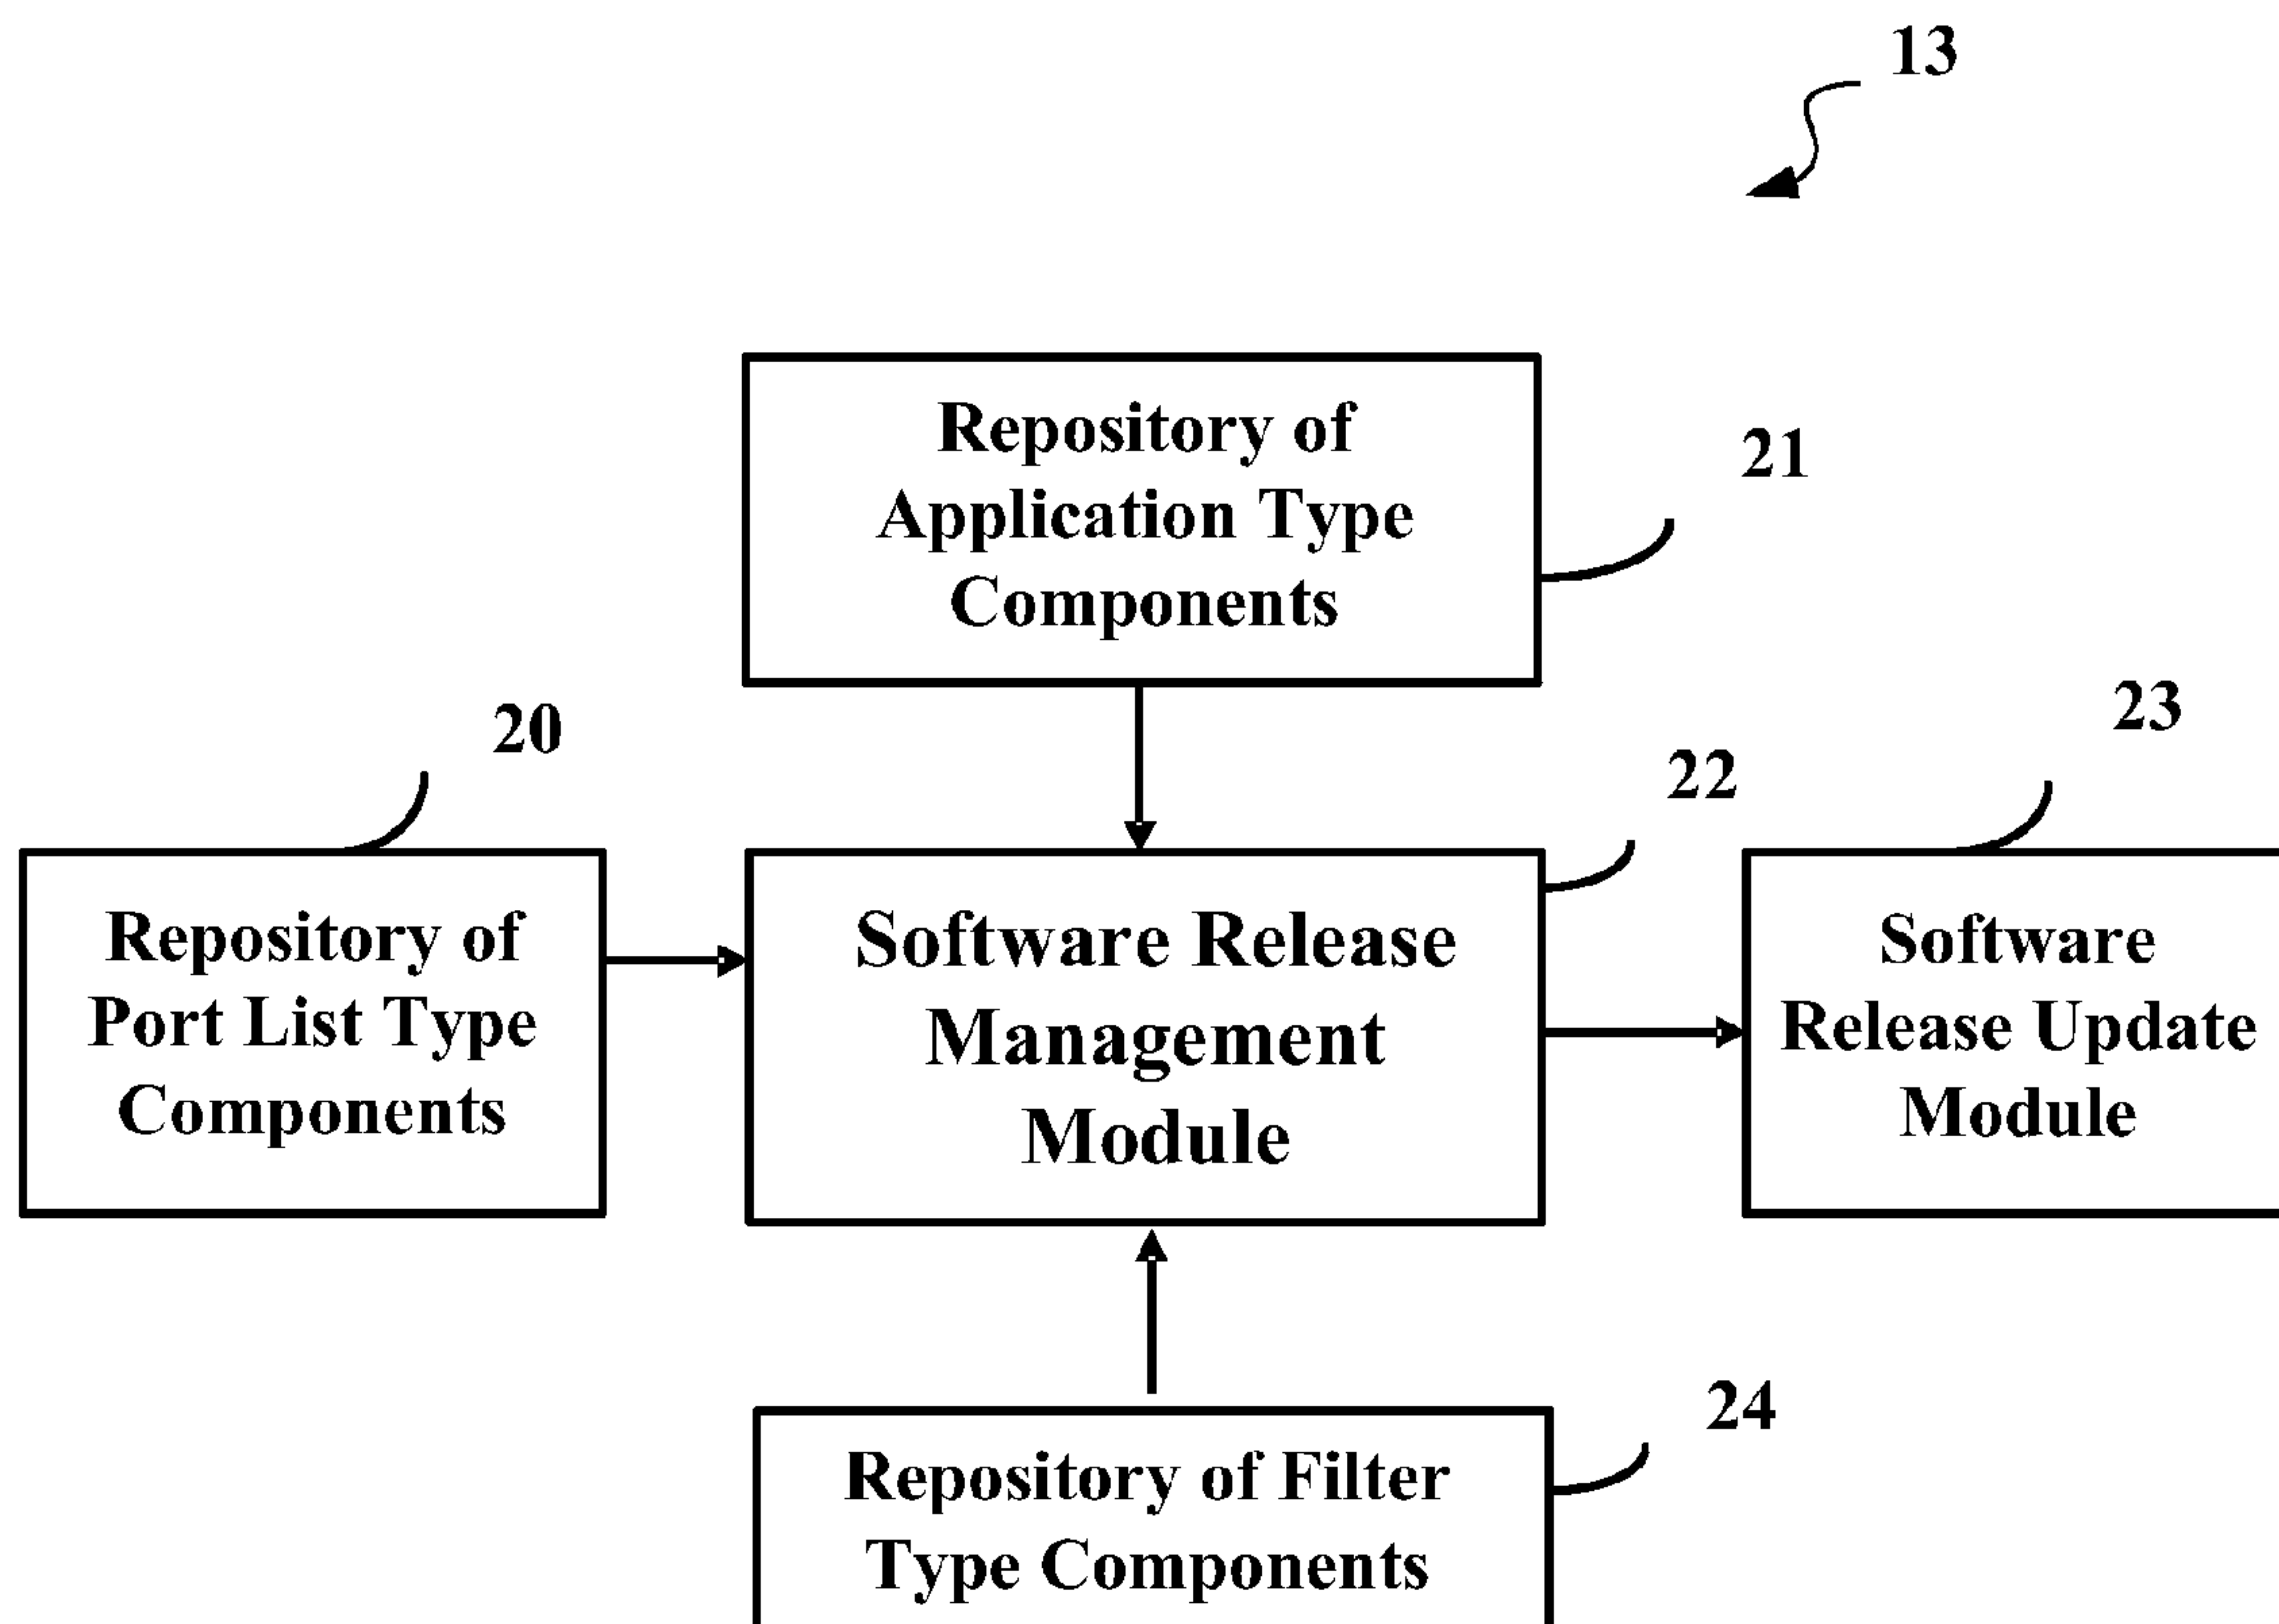 13
Repository of
Application Type
Components
21
20
22
23
Repository of
Port List Type
Components
Software Release
Management
Module
Software
Release Update
Module
24
Repository of Filter
Type Components